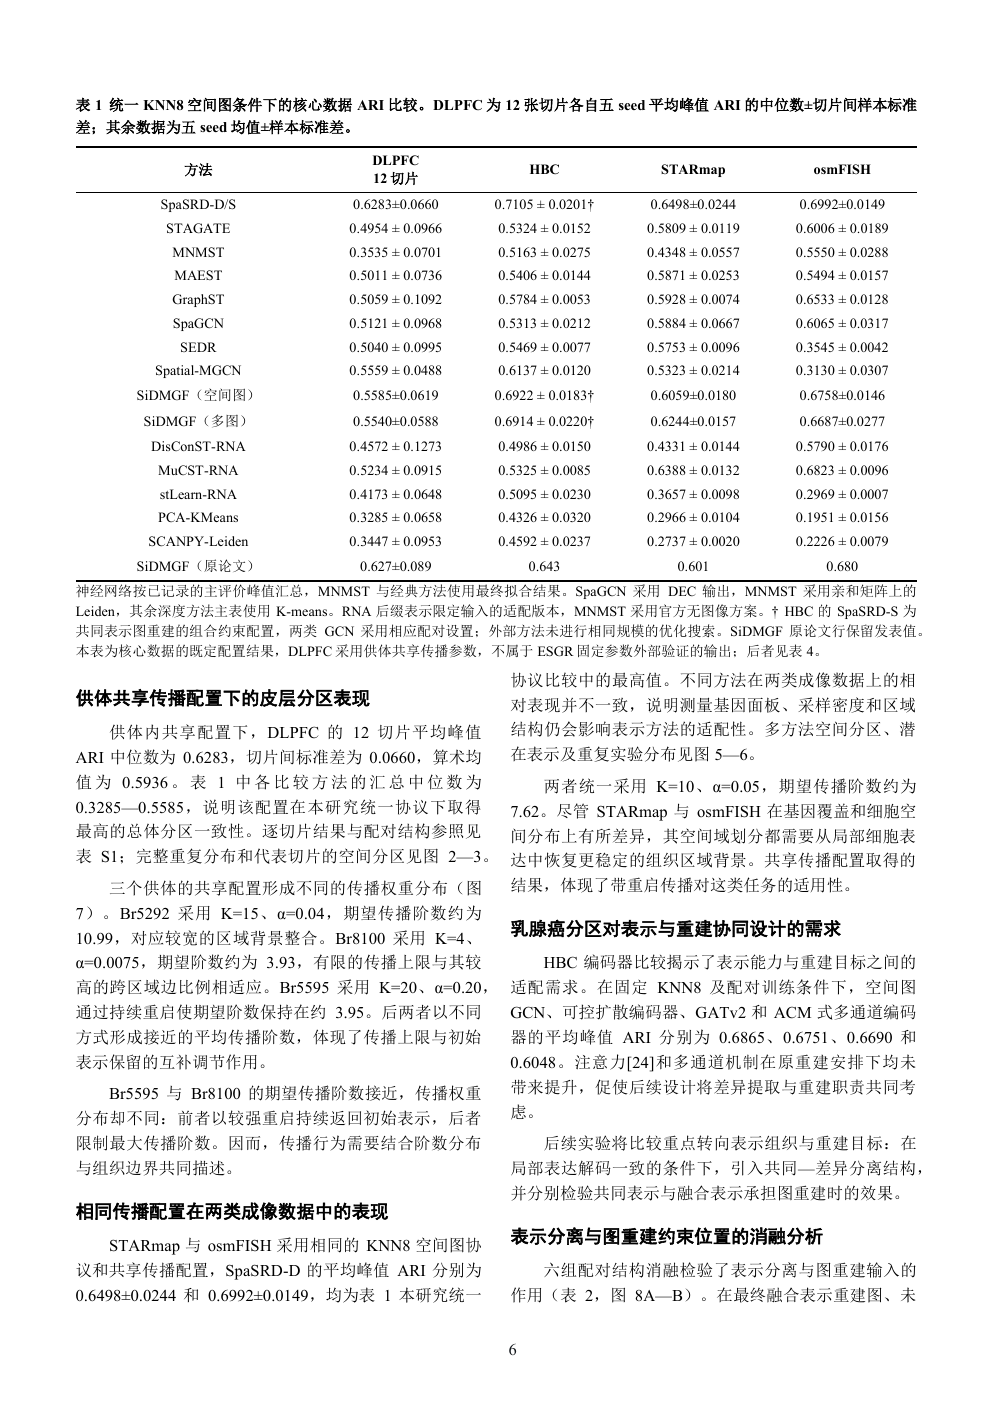 表 1 统一 KNN8 空间图条件下的核心数据 ARI 比较。DLPFC 为 12 张切片各自五 seed 平均峰值 ARI 的中位数±切片间样本标准
差；其余数据为五 seed 均值±样本标准差。
方法 DLPFC 12 切片 HBC STARmap osmFISH
SpaSRD-D/S 0.6283±0.0660 0.7105 ± 0.0201† 0.6498±0.0244 0.6992±0.0149
STAGATE 0.4954 ± 0.0966 0.5324 ± 0.0152 0.5809 ± 0.0119 0.6006 ± 0.0189
MNMST 0.3535 ± 0.0701 0.5163 ± 0.0275 0.4348 ± 0.0557 0.5550 ± 0.0288
MAEST 0.5011 ± 0.0736 0.5406 ± 0.0144 0.5871 ± 0.0253 0.5494 ± 0.0157
GraphST 0.5059 ± 0.1092 0.5784 ± 0.0053 0.5928 ± 0.0074 0.6533 ± 0.0128
SpaGCN 0.5121 ± 0.0968 0.5313 ± 0.0212 0.5884 ± 0.0667 0.6065 ± 0.0317
SEDR 0.5040 ± 0.0995 0.5469 ± 0.0077 0.5753 ± 0.0096 0.3545 ± 0.0042
Spatial-MGCN 0.5559 ± 0.0488 0.6137 ± 0.0120 0.5323 ± 0.0214 0.3130 ± 0.0307
SiDMGF（空间图） 0.5585±0.0619 0.6922 ± 0.0183† 0.6059±0.0180 0.6758±0.0146
SiDMGF（多图） 0.5540±0.0588 0.6914 ± 0.0220† 0.6244±0.0157 0.6687±0.0277
DisConST-RNA 0.4572 ± 0.1273 0.4986 ± 0.0150 0.4331 ± 0.0144 0.5790 ± 0.0176
MuCST-RNA 0.5234 ± 0.0915 0.5325 ± 0.0085 0.6388 ± 0.0132 0.6823 ± 0.0096
stLearn-RNA 0.4173 ± 0.0648 0.5095 ± 0.0230 0.3657 ± 0.0098 0.2969 ± 0.0007
PCA-KMeans 0.3285 ± 0.0658 0.4326 ± 0.0320 0.2966 ± 0.0104 0.1951 ± 0.0156
SCANPY-Leiden 0.3447 ± 0.0953 0.4592 ± 0.0237 0.2737 ± 0.0020 0.2226 ± 0.0079
SiDMGF（原论文） 0.627±0.089 0.643 0.601 0.680
神经网络按已记录的主评价峰值汇总，MNMST 与经典方法使用最终拟合结果。SpaGCN 采用 DEC 输出，MNMST 采用亲和矩阵上的
Leiden，其余深度方法主表使用 K-means。RNA 后缀表示限定输入的适配版本，MNMST 采用官方无图像方案。† HBC 的 SpaSRD-S 为
共同表示图重建的组合约束配置，两类 GCN 采用相应配对设置；外部方法未进行相同规模的优化搜索。SiDMGF 原论文行保留发表值。
本表为核心数据的既定配置结果，DLPFC 采用供体共享传播参数，不属于 ESGR 固定参数外部验证的输出；后者见表 4。
供体共享传播配置下的皮层分区表现
供体内共享配置下，DLPFC 的 12 切片平均峰值
ARI 中位数为 0.6283，切片间标准差为 0.0660，算术均
值为 0.5936。表 1 中各比较方法的汇总中位数为
0.3285—0.5585，说明该配置在本研究统一协议下取得
最高的总体分区一致性。逐切片结果与配对结构参照见
表 S1；完整重复分布和代表切片的空间分区见图 2—3。
三个供体的共享配置形成不同的传播权重分布（图
7）。Br5292 采用 K=15、α=0.04，期望传播阶数约为
10.99，对应较宽的区域背景整合。Br8100 采用 K=4、
α=0.0075，期望阶数约为 3.93，有限的传播上限与其较
高的跨区域边比例相适应。Br5595 采用 K=20、α=0.20，
通过持续重启使期望阶数保持在约 3.95。后两者以不同
方式形成接近的平均传播阶数，体现了传播上限与初始
表示保留的互补调节作用。
Br5595 与 Br8100 的期望传播阶数接近，传播权重
分布却不同：前者以较强重启持续返回初始表示，后者
限制最大传播阶数。因而，传播行为需要结合阶数分布
与组织边界共同描述。
相同传播配置在两类成像数据中的表现
STARmap 与 osmFISH 采用相同的 KNN8 空间图协
议和共享传播配置，SpaSRD-D 的平均峰值 ARI 分别为
0.6498±0.0244 和 0.6992±0.0149，均为表 1 本研究统一
协议比较中的最高值。不同方法在两类成像数据上的相
对表现并不一致，说明测量基因面板、采样密度和区域
结构仍会影响表示方法的适配性。多方法空间分区、潜
在表示及重复实验分布见图 5—6。
两者统一采用 K=10、α=0.05，期望传播阶数约为
7.62。尽管 STARmap 与 osmFISH 在基因覆盖和细胞空
间分布上有所差异，其空间域划分都需要从局部细胞表
达中恢复更稳定的组织区域背景。共享传播配置取得的
结果，体现了带重启传播对这类任务的适用性。
乳腺癌分区对表示与重建协同设计的需求
HBC 编码器比较揭示了表示能力与重建目标之间的
适配需求。在固定 KNN8 及配对训练条件下，空间图
GCN、可控扩散编码器、GATv2 和 ACM 式多通道编码
器的平均峰值 ARI 分别为 0.6865、0.6751、0.6690 和
0.6048。注意力[24]和多通道机制在原重建安排下均未
带来提升，促使后续设计将差异提取与重建职责共同考
虑。
后续实验将比较重点转向表示组织与重建目标：在
局部表达解码一致的条件下，引入共同—差异分离结构，
并分别检验共同表示与融合表示承担图重建时的效果。
表示分离与图重建约束位置的消融分析
六组配对结构消融检验了表示分离与图重建输入的
作用（表 2，图 8A—B）。在最终融合表示重建图、未
6